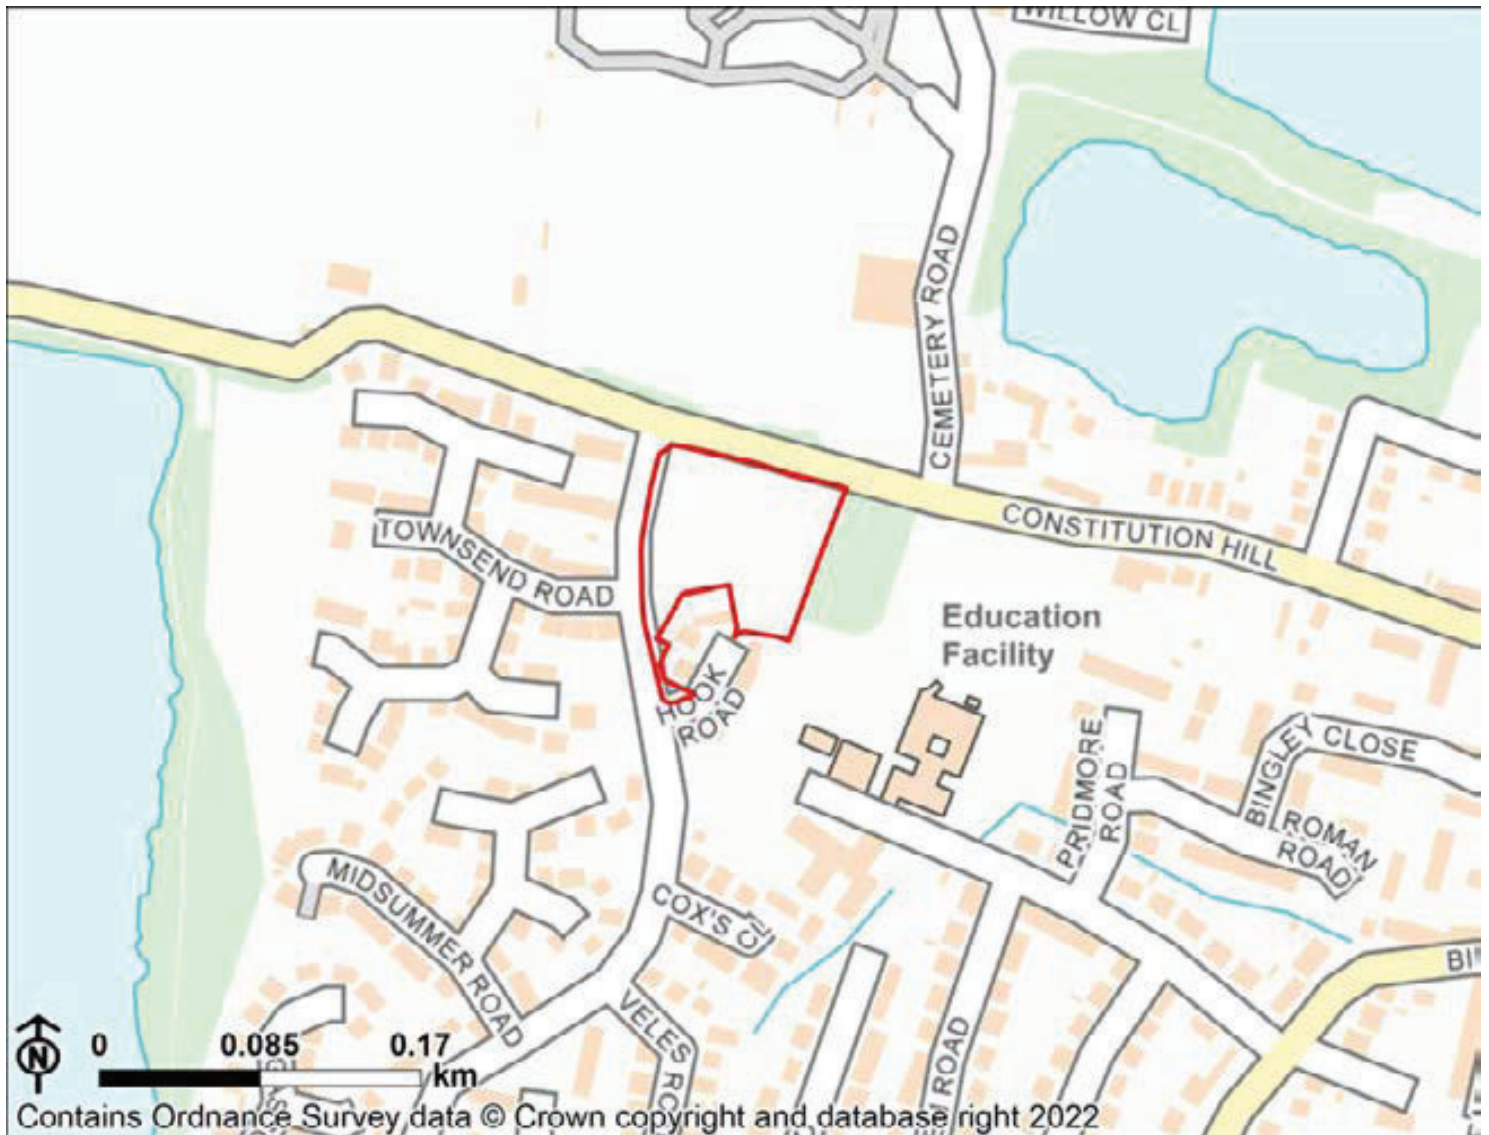 WILLOW CL
CEMETERY ROAD
CONSTITUTION HILL
TOWNSEND ROAD
Education
Facility
HOOK
ROAD
PRIDMORE
ROAD
BINGLEY CLOSE
ROMAN
ROAD
MIDSUMMER ROAD
COX'S CL
VELES RO
ROAD
BI
N
0 0.085 0.17
km
Contains Ordnance Survey data © Crown copyright and database right 2022